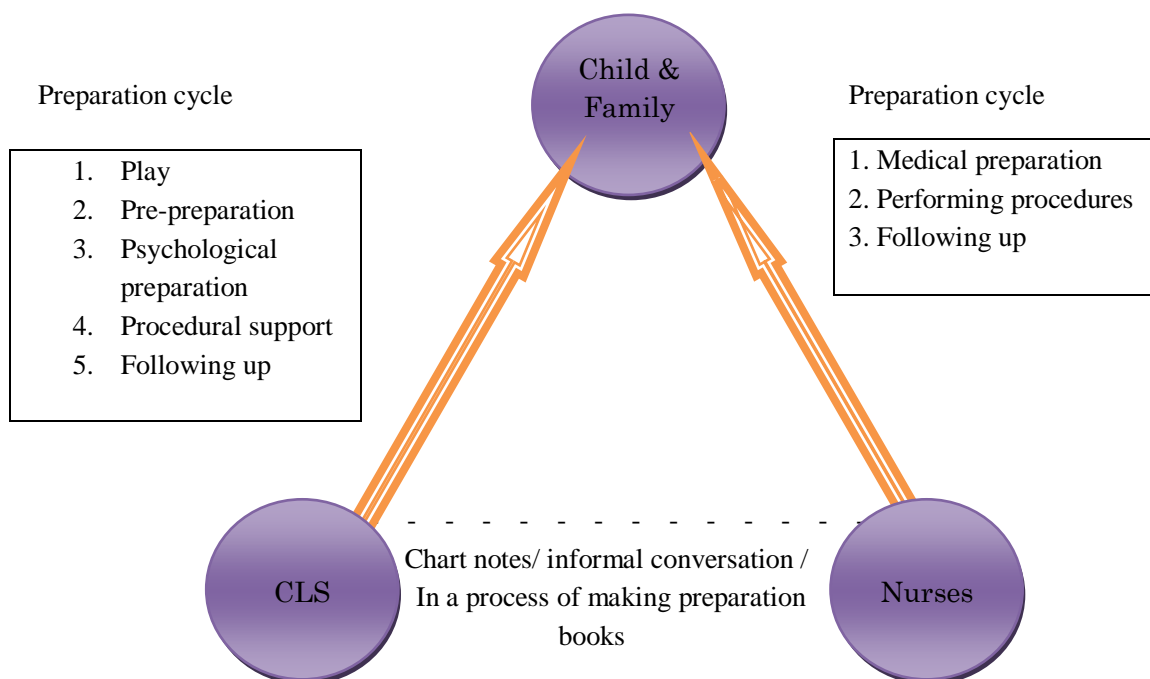 Child &
Family
Preparation cycle
1. Play
2. Pre-preparation
3. Psychological
preparation
4. Procedural support
5. Following up
Preparation cycle
1. Medical preparation
2. Performing procedures
3. Following up
CLS
Chart notes/ informal conversation /
In a process of making preparation
books
Nurses